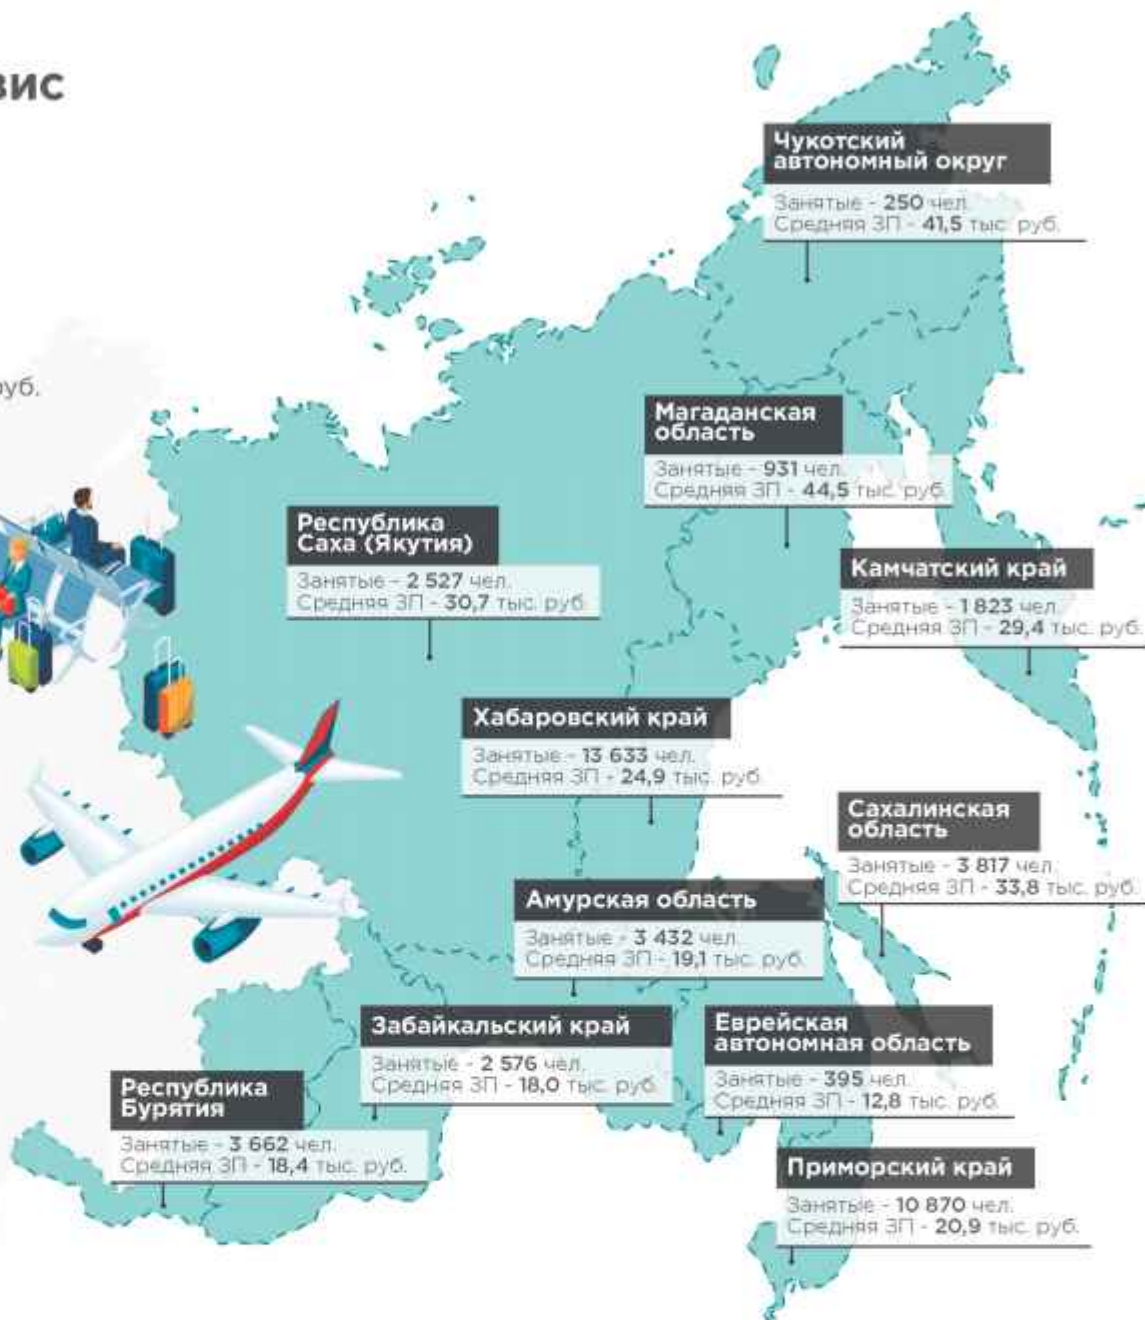 вис
руб.
Чукотский
автономный округ
Занятые - 250 чел.
Средняя ЗП - 41,5 тыс. руб.
Магаданская
область
Занятые - 931 чел.
Средняя ЗП - 44,5 тыс. руб.
Республика
Саха (Якутия)
Занятые - 2 527 чел.
Средняя ЗП - 30,7 тыс. руб.
Камчатский край
Занятые - 1 823 чел.
Средняя ЗП - 29,4 тыс. руб.
Хабаровский край
Занятые - 13 633 чел.
Средняя ЗП - 24,9 тыс. руб.
Сахалинская
область
Занятые - 3 817 чел.
Средняя ЗП - 33,8 тыс. руб.
Амурская область
Занятые - 3 432 чел.
Средняя ЗП - 19,1 тыс. руб.
Забайкальский край
Занятые - 2 576 чел.
Средняя ЗП - 18,0 тыс. руб.
Еврейская
автономная область
Занятые - 395 чел.
Средняя ЗП - 12,8 тыс. руб.
Республика
Бурятия
Занятые - 3 662 чел.
Средняя ЗП - 18,4 тыс. руб.
Приморский край
Занятые - 10 870 чел.
Средняя ЗП - 20,9 тыс. руб.